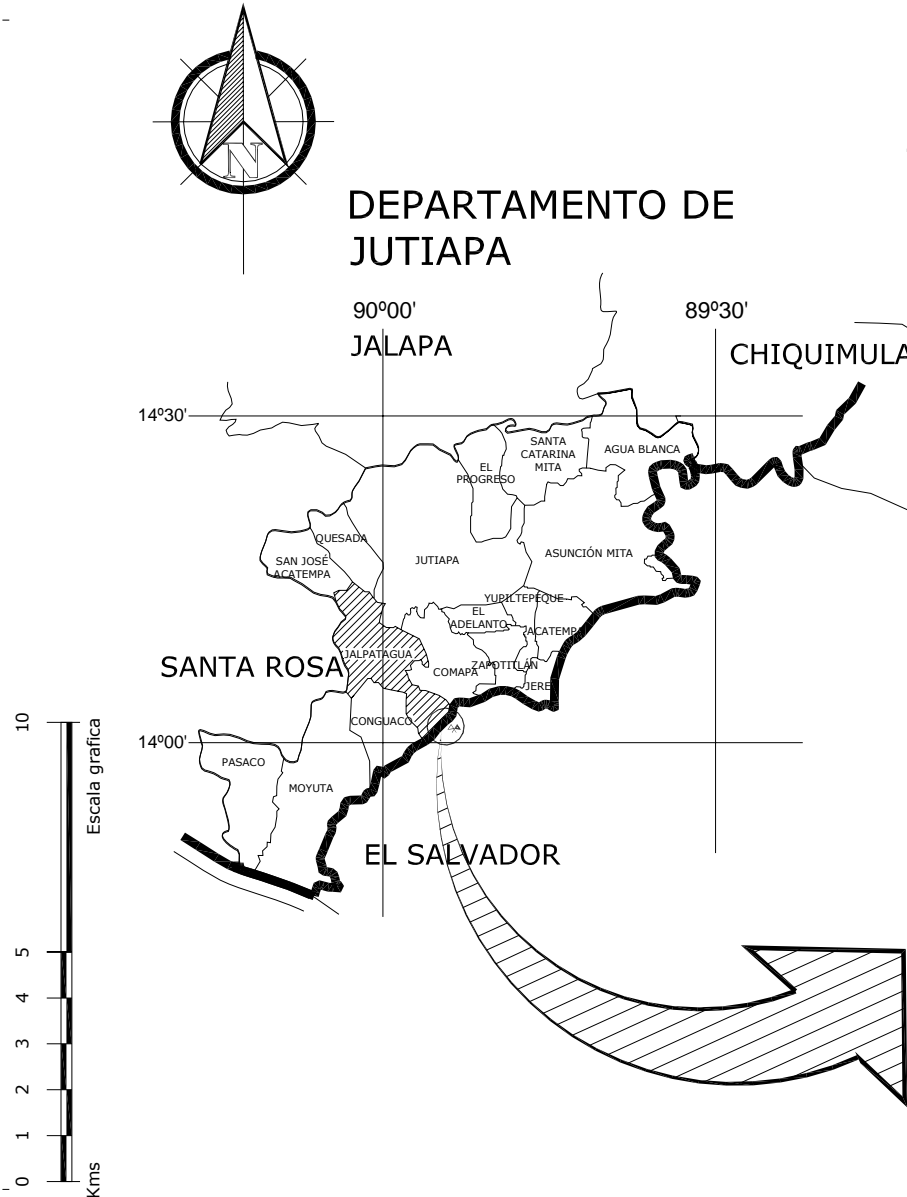 N
DEPARTAMENTO DE
JUTIAPA
90º00'
89º30'
JALAPA
CHIQUIMULA
14º30'
SANTA
CATARINA
MITA
AGUA BLANCA
EL
PROGRESO
QUESADA
ASUNCIÓN MITA
SAN JOSÉ
ACATEMPA
JUTIAPA
YUPILTEPEQUE
EL
ADELANTO
ACATEMPA
JALPATAGUA
SANTA ROSA
ZAPOTITLÁN
COMAPA
JERE
CONGUACO
14º00'
PASACO
MOYUTA
EL SALVADOR
10
Escala grafica
5
4
3
2
1
0
Kms